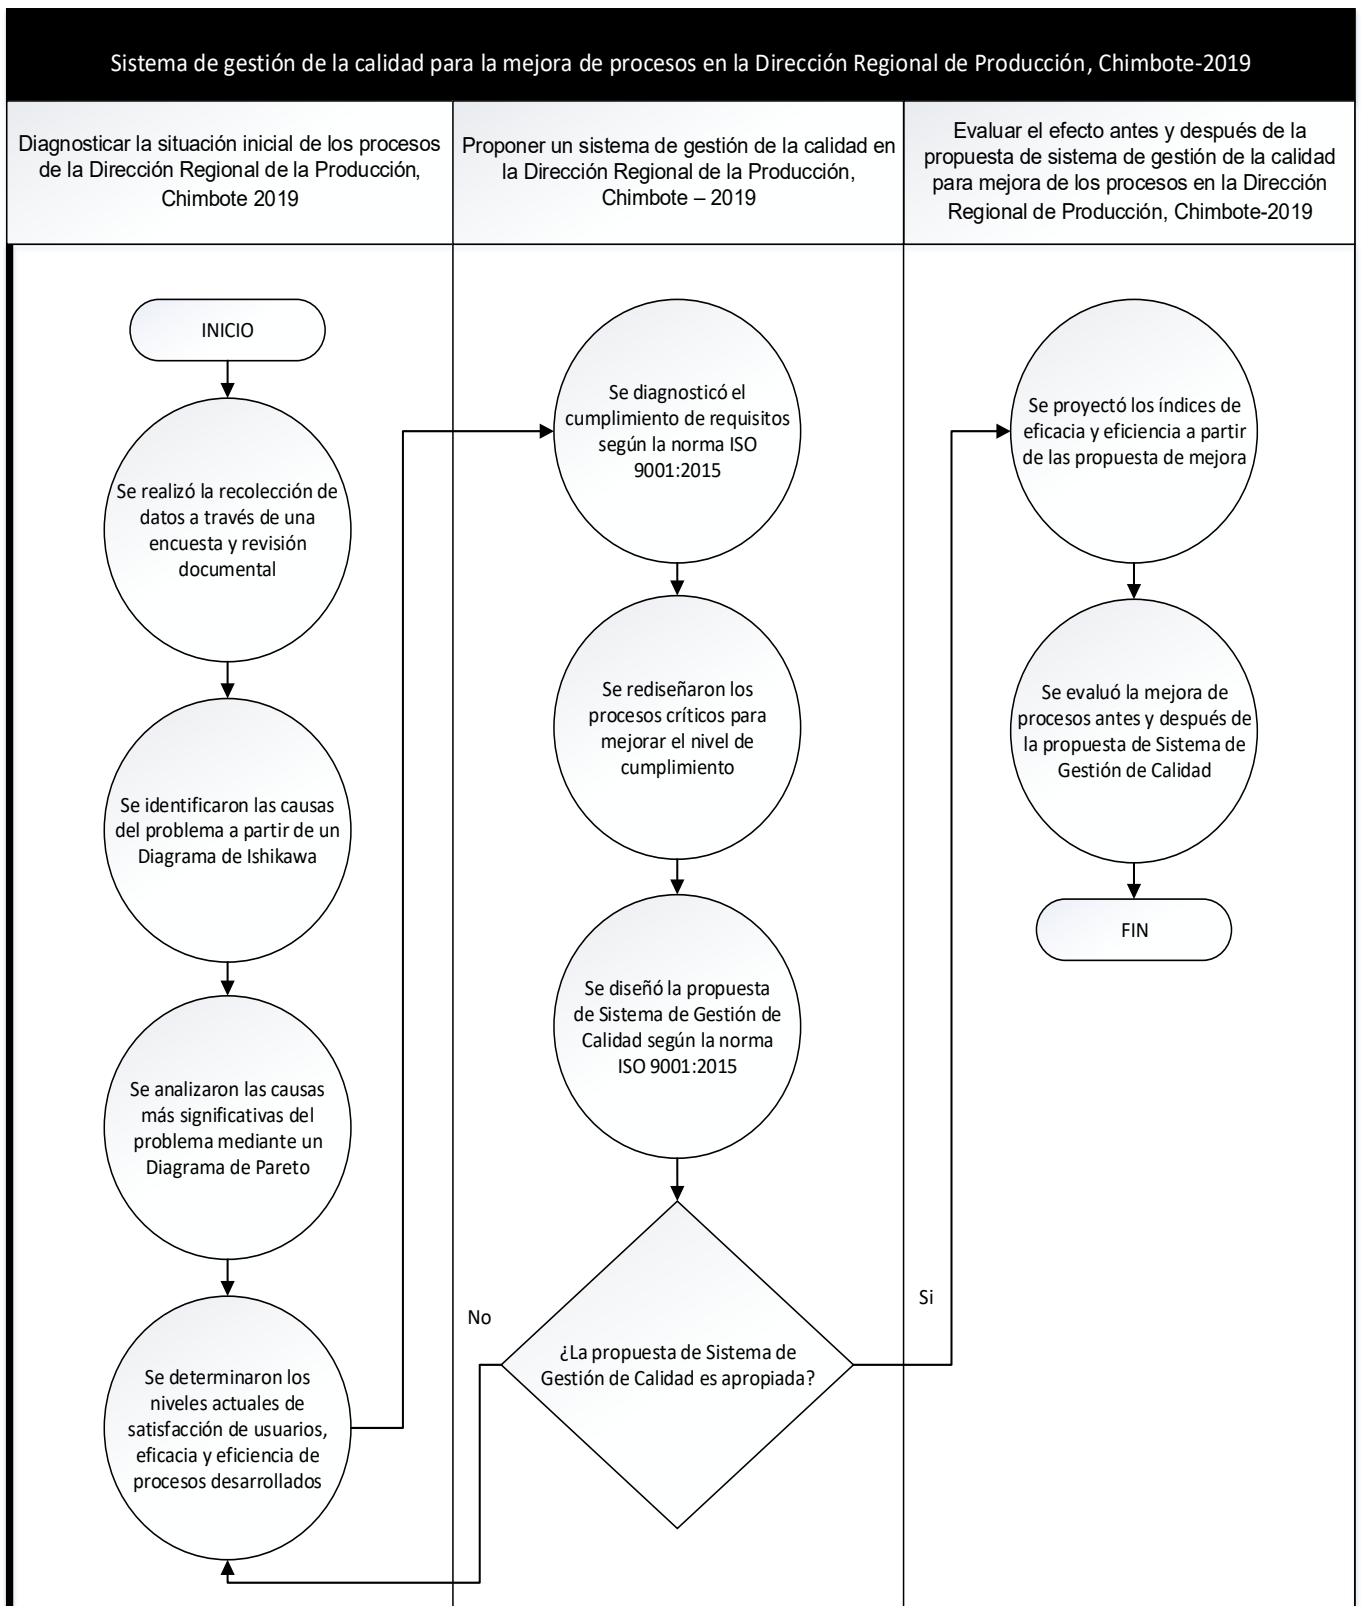 Sistema de gestión de la calidad para la mejora de procesos en la Dirección Regional de Producción, Chimbote-2019
Diagnosticar la situación inicial de los procesos
de la Dirección Regional de la Producción,
Chimbote 2019
Proponer un sistema de gestión de la calidad en
la Dirección Regional de la Producción,
Chimbote – 2019
Evaluar el efecto antes y después de la
propuesta de sistema de gestión de la calidad
para mejora de los procesos en la Dirección
Regional de Producción, Chimbote-2019
INICIO
Se realizó la recolección de
datos a través de una
encuesta y revisión
documental
Se identificaron las causas
del problema a partir de un
Diagrama de Ishikawa
Se analizaron las causas
más significativas del
problema mediante un
Diagrama de Pareto
Se determinaron los
niveles actuales de
satisfacción de usuarios,
eficacia y eficiencia de
procesos desarrollados
Se diagnosticó el
cumplimiento de requisitos
según la norma ISO
9001:2015
Se rediseñaron los
procesos críticos para
mejorar el nivel de
cumplimiento
Se diseñó la propuesta
de Sistema de Gestión de
Calidad según la norma
ISO 9001:2015
No
¿La propuesta de Sistema de
Gestión de Calidad es apropiada?
Si
Se proyectó los índices de
eficacia y eficiencia a partir
de las propuesta de mejora
Se evaluó la mejora de
procesos antes y después de
la propuesta de Sistema de
Gestión de Calidad
FIN